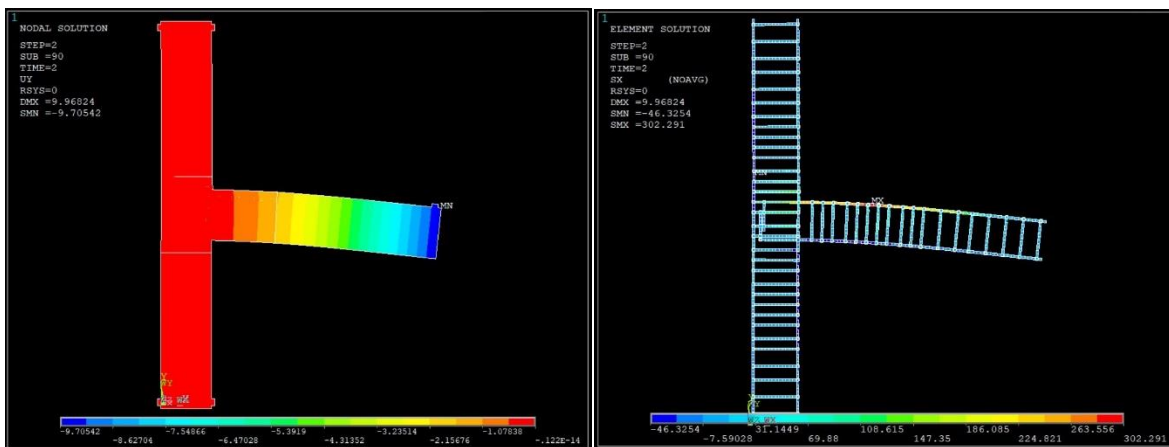 1
NODAL SOLUTION
STEP=2
SUB =90
TIME=2
UY
RSYS=0
DMX =9.96824
SMN =-9.70542
MN
Y
-9.70542 -7.54866 -5.3919 -3.23514 -1.07838
-8.62704 -6.47028 -4.31352 -2.15676 -.122E-14
1
ELEMENT SOLUTION
STEP=2
SUB =90
TIME=2
SX (NOAVG)
RSYS=0
DMX =9.96824
SMN =-46.3254
SMX =302.291
MN
MX
Y
-46.3254 31.1449 108.615 186.085 263.556
-7.59028 69.88 147.35 224.821 302.291